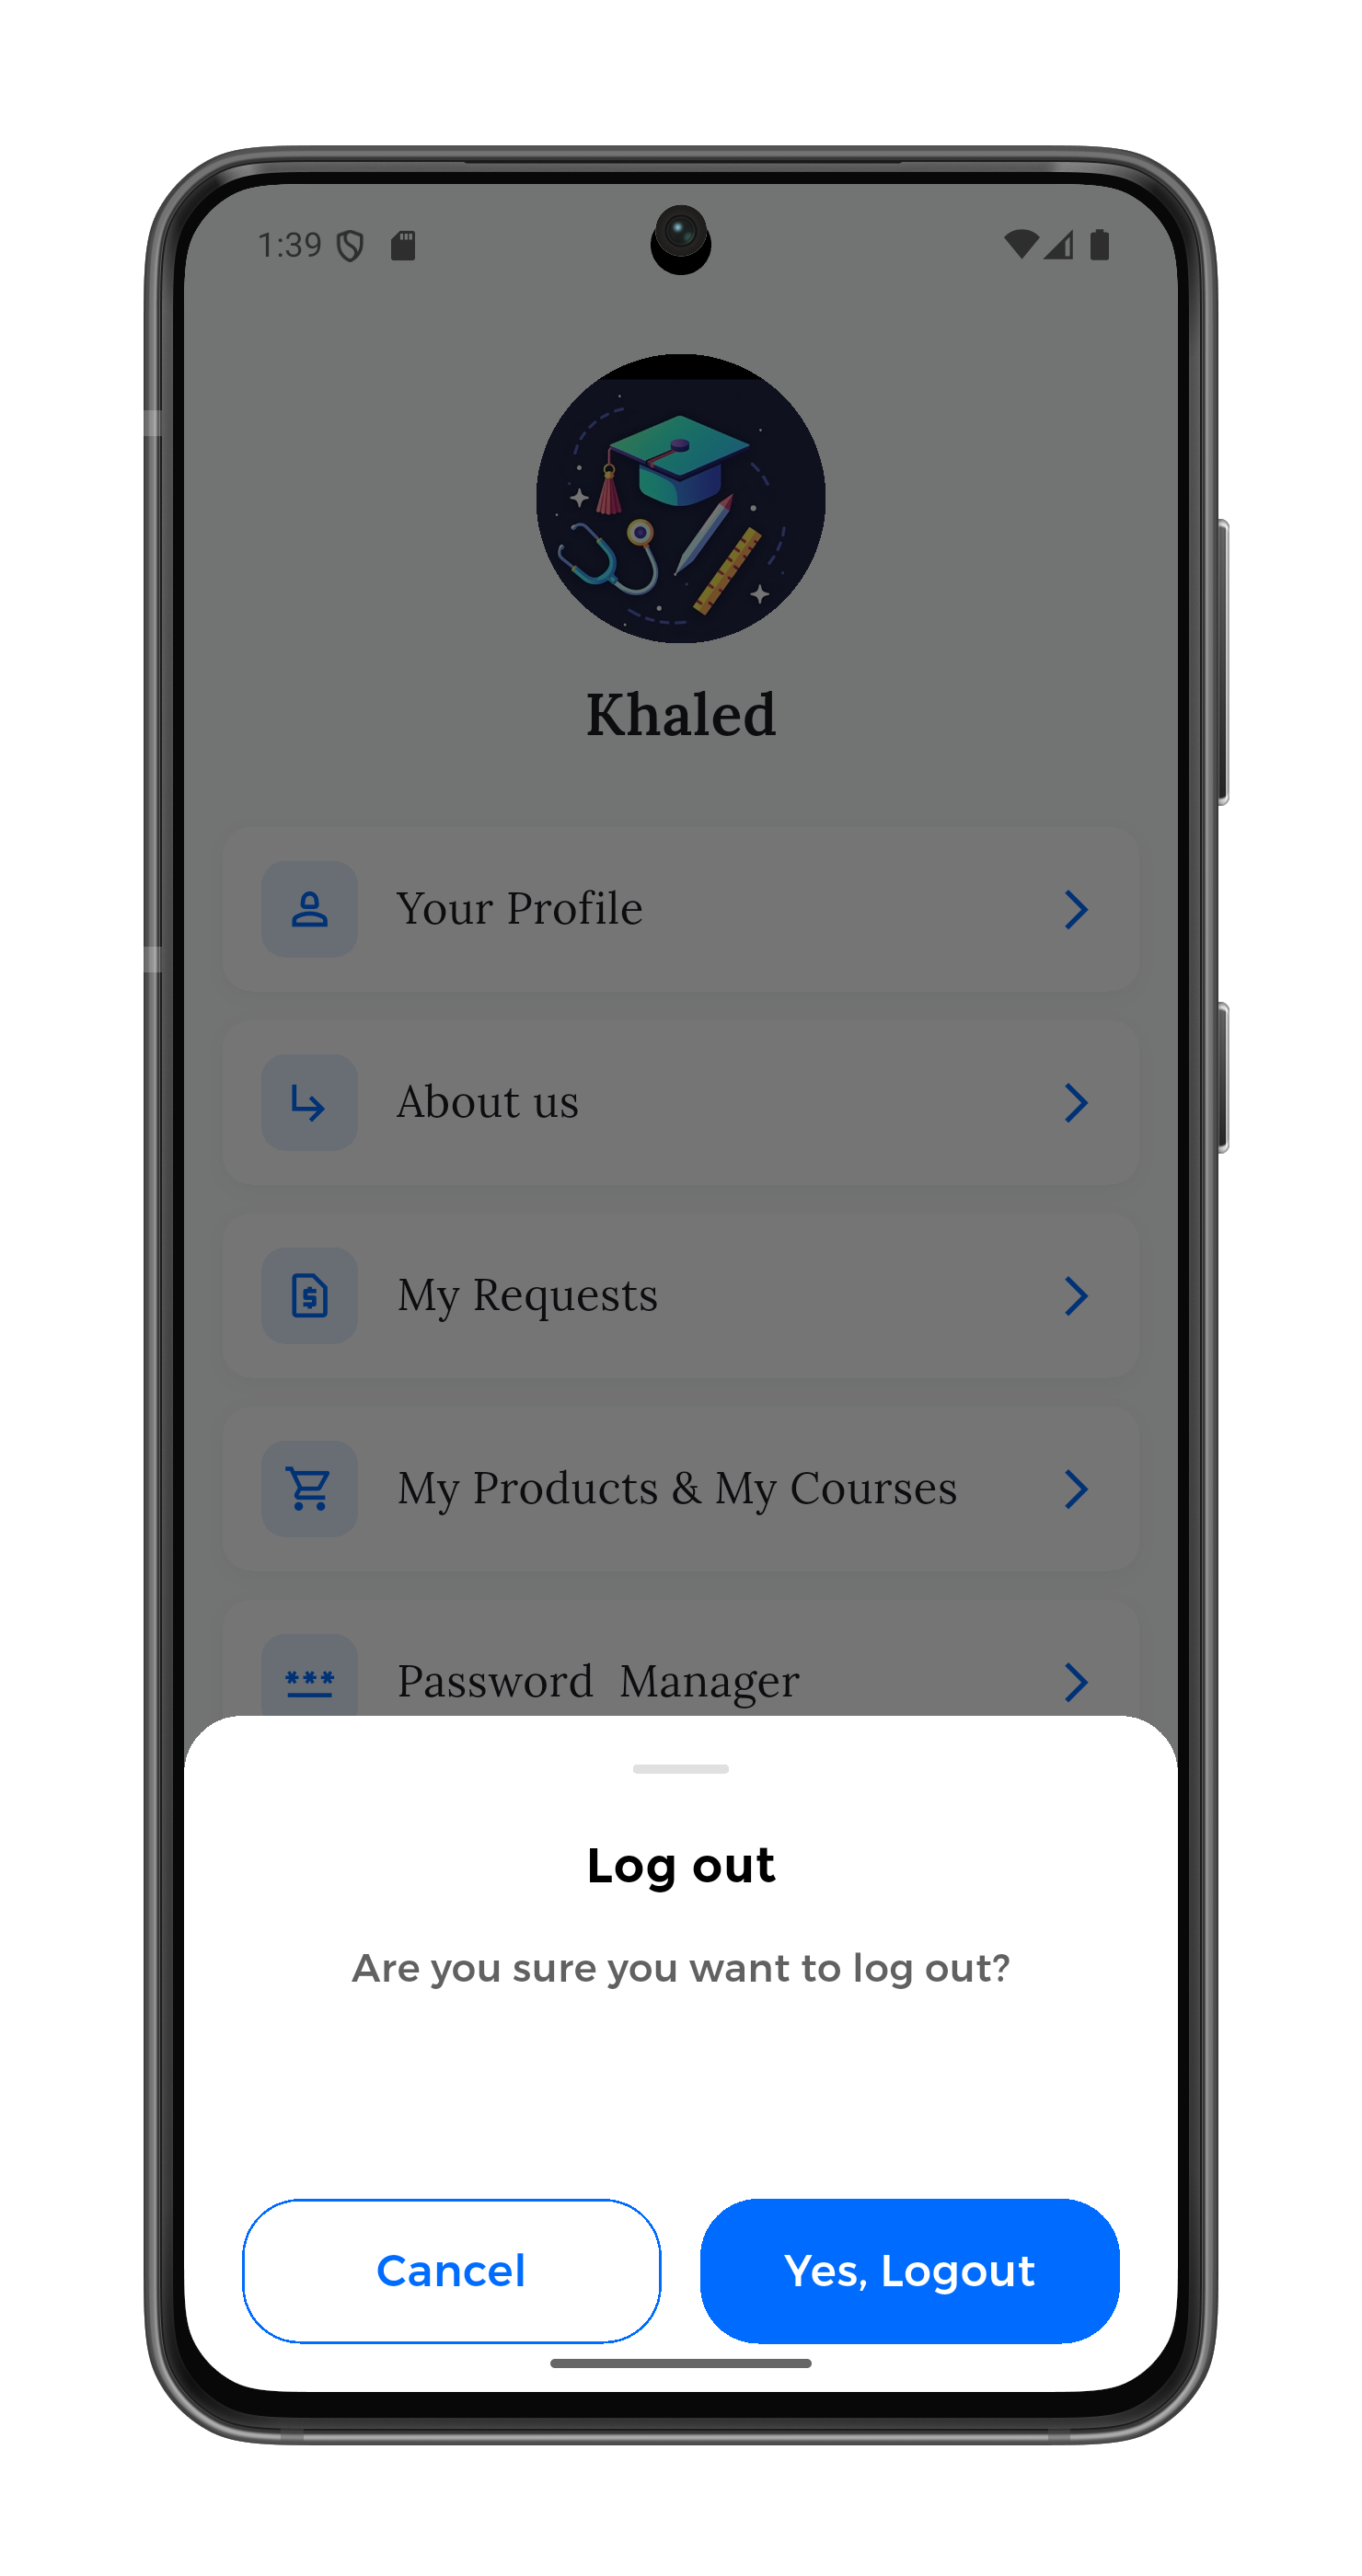 1:39
Khaled
Your Profile
About us
My Requests
My Products & My Courses
Password  Manager
Log out
Are you sure you want to log out?
Cancel
Yes, Logout